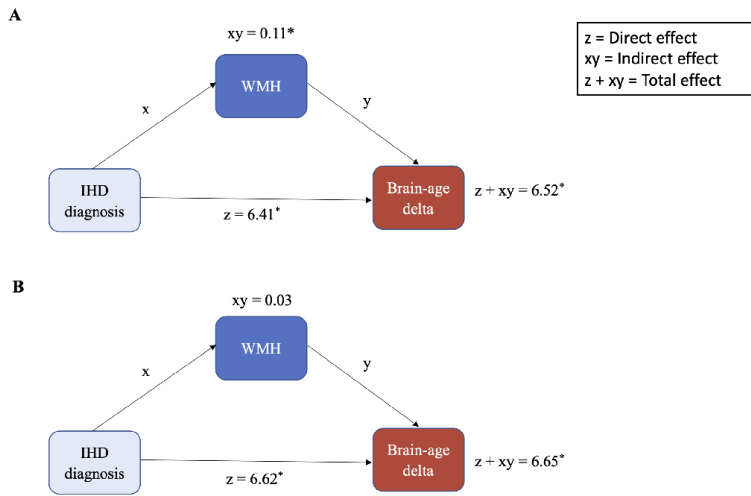 A
xy = 0.11*
z = Direct effect
xy = Indirect effect
z + xy = Total effect
WMH
x
y
IHD
diagnosis
z = 6.41*
Brain-age
delta
z + xy = 6.52*
B
xy = 0.03
WMH
x
y
IHD
diagnosis
z = 6.62*
Brain-age
delta
z + xy = 6.65*